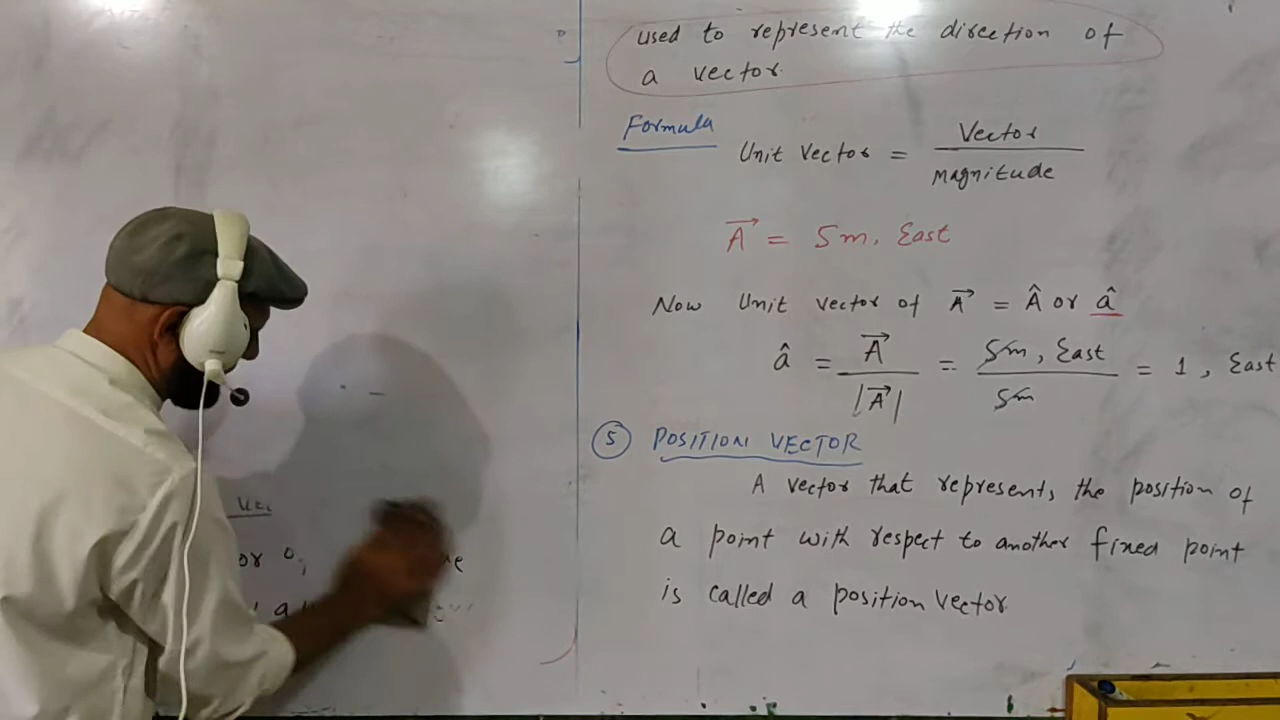 used to represent the direction of
a vector.
Formula
Unit Vector = Vector / magnitude
A⃗ = 5m, East
Now Unit vector of A⃗ = Â or â
â = A⃗ / |A⃗| = 5m, East / 5m = 1, East
5 POSITION VECTOR
A vector that represents the position of
a point with respect to another fixed point
is called a position vector
or